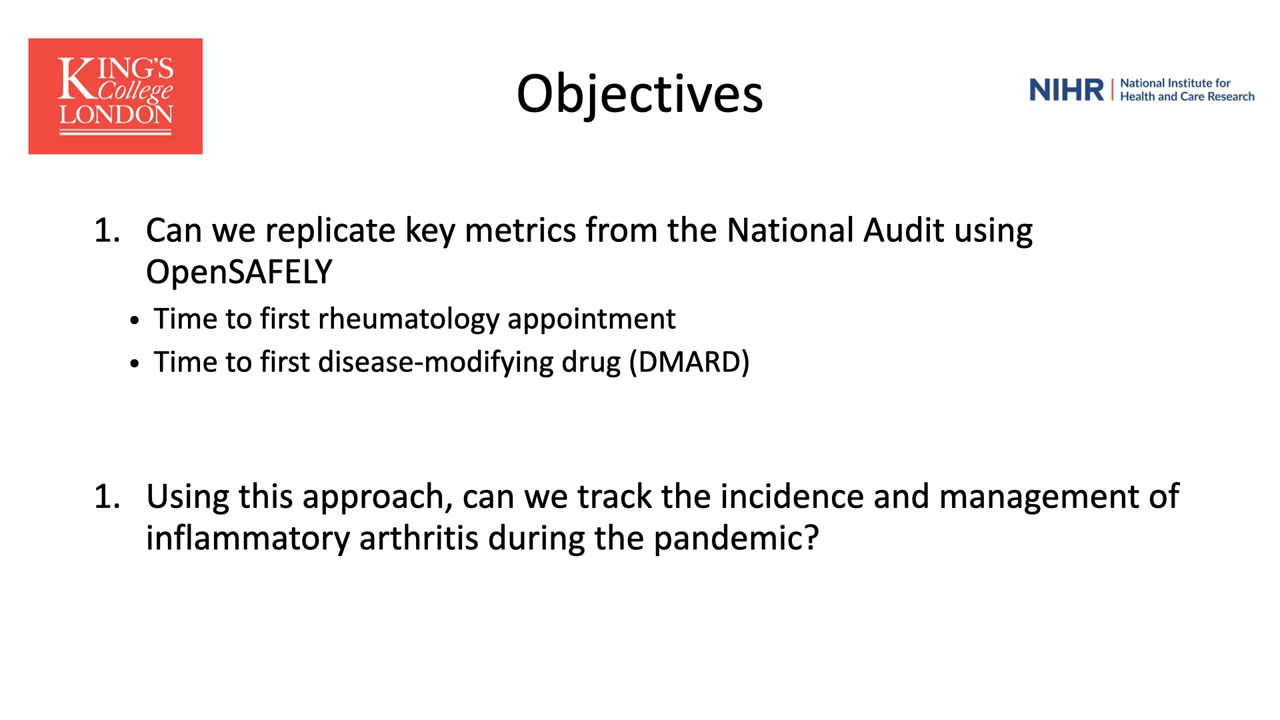 KING'S
College
LONDON
Objectives
NIHR | National Institute for
Health and Care Research
1. Can we replicate key metrics from the National Audit using
OpenSAFELY
• Time to first rheumatology appointment
• Time to first disease-modifying drug (DMARD)
1. Using this approach, can we track the incidence and management of
inflammatory arthritis during the pandemic?